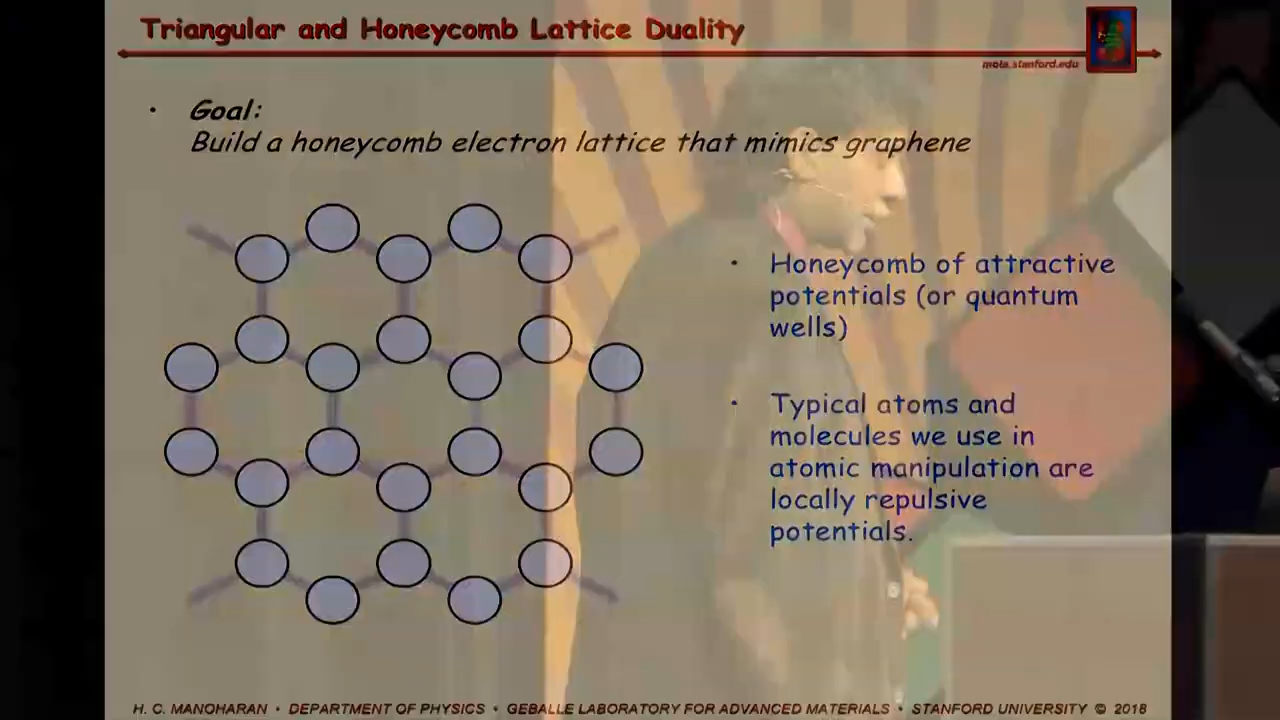 Triangular and Honeycomb Lattice Duality
mota.stanford.edu
• Goal:
Build a honeycomb electron lattice that mimics graphene
• Honeycomb of attractive
potentials (or quantum
wells)
• Typical atoms and
molecules we use in
atomic manipulation are
locally repulsive
potentials.
H. C. MANOHARAN • DEPARTMENT OF PHYSICS • GEBALLE LABORATORY FOR ADVANCED MATERIALS • STANFORD UNIVERSITY © 2018